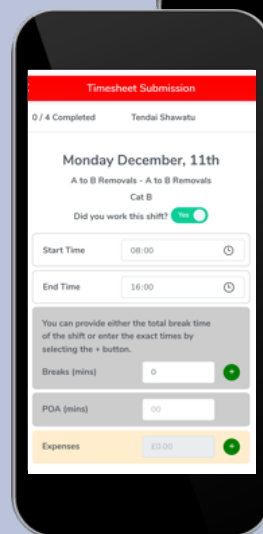 Timesheet Submission
0 / 4 Completed Tendai Shawatu
Monday December, 11th
A to B Removals - A to B Removals
Cat B
Did you work this shift? Yes
Start Time 08:00
End Time 16:00
You can provide either the total break time
of the shift or enter the exact times by
selecting the + button.
Breaks (mins) 0 +
POA (mins) 00
Expenses £0.00 +